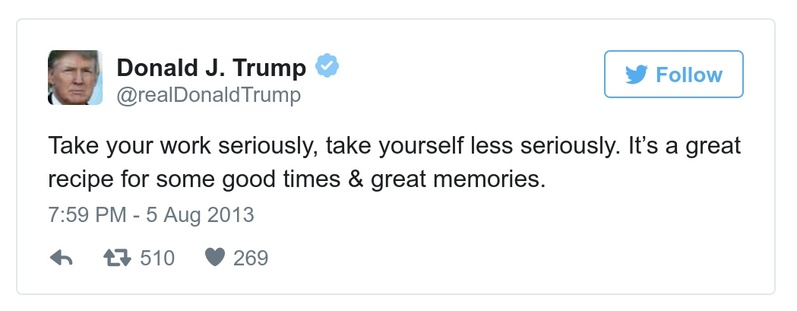 Donald J. Trump
@realDonaldTrump
Follow
Take your work seriously, take yourself less seriously. It’s a great
recipe for some good times & great memories.
7:59 PM - 5 Aug 2013
510 269